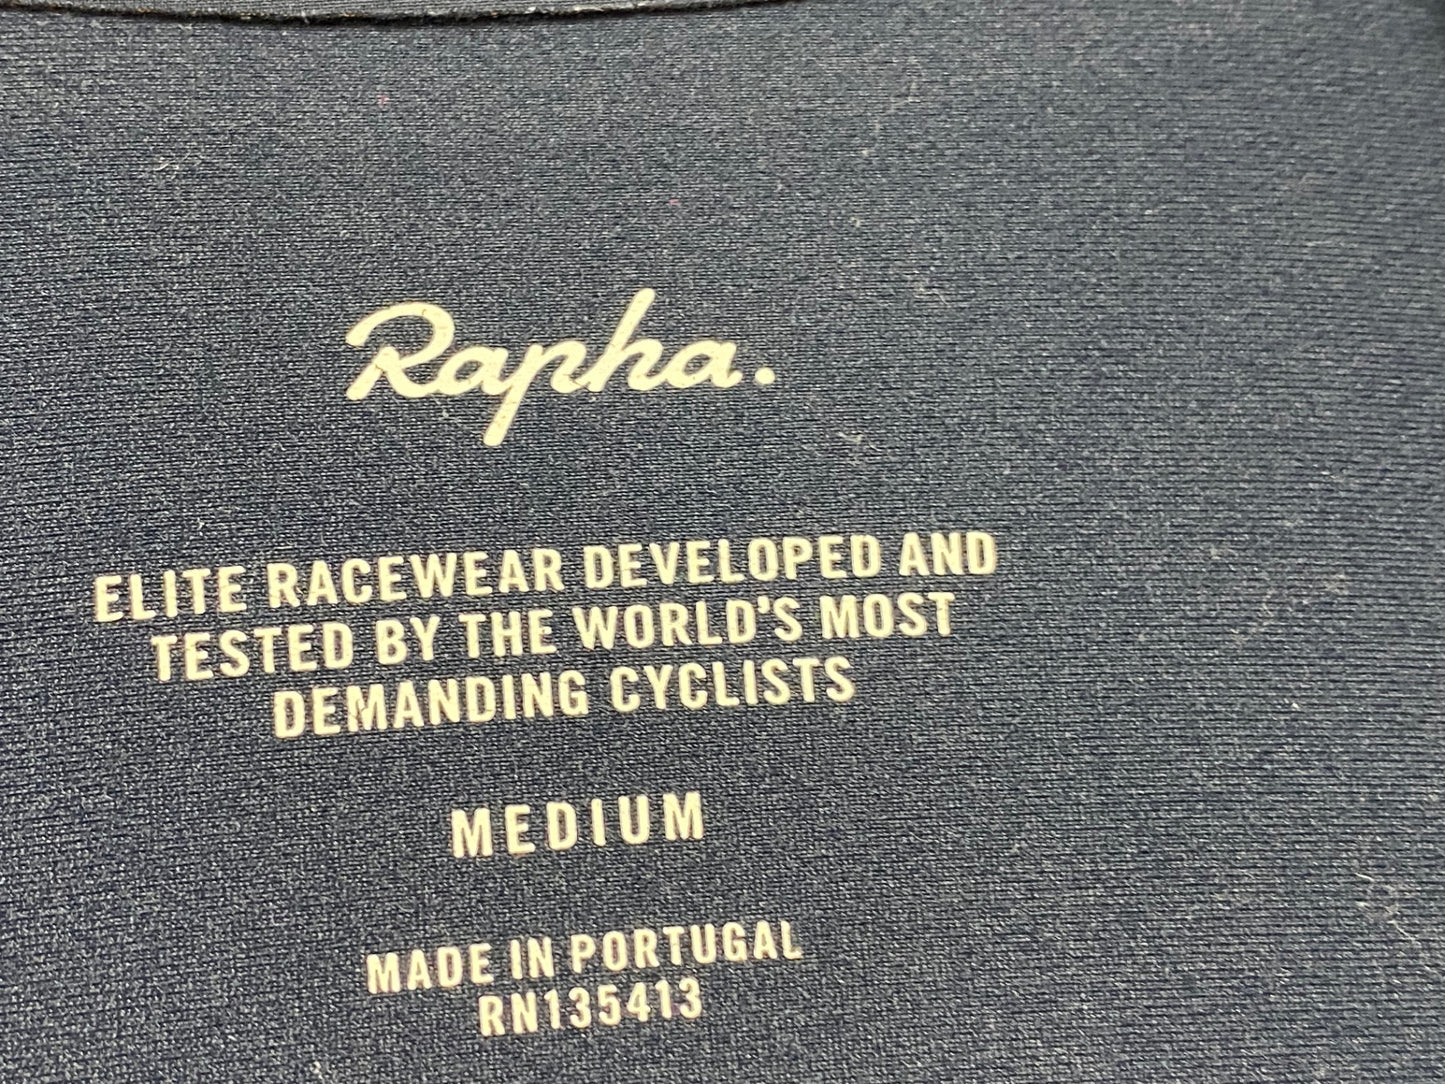 Rapha.
ELITE RACEWEAR DEVELOPED AND
TESTED BY THE WORLD'S MOST
DEMANDING CYCLISTS
MEDIUM
MADE IN PORTUGAL
RN135413